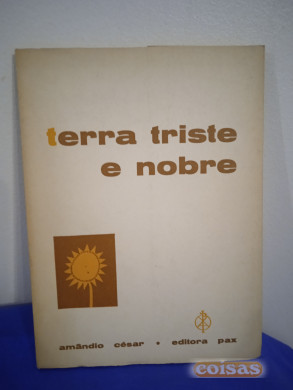 terra triste
e nobre
amândio césar • editora pax
coisas